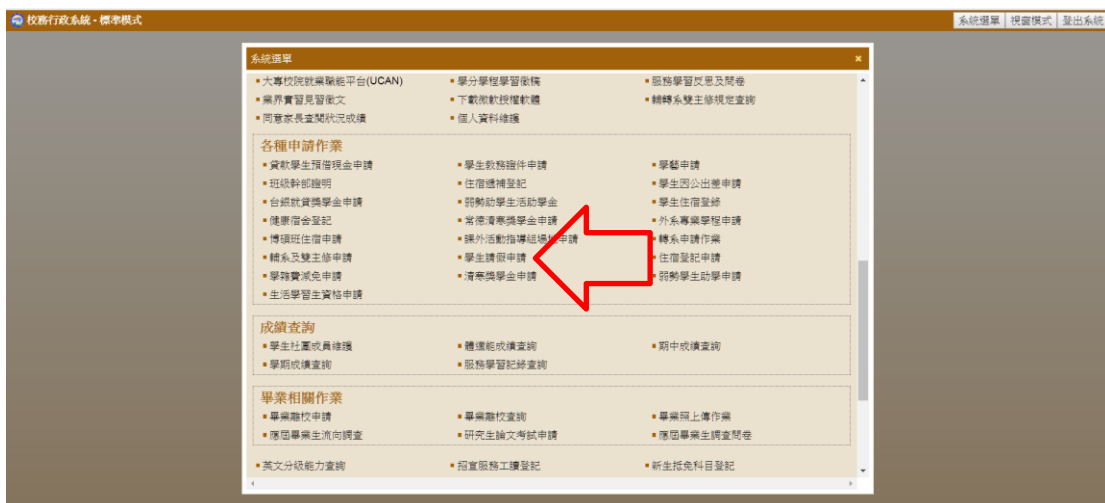 校務行政系統 - 標準模式
系統選單 視窗模式 登出系統
系統選單
大專校院就業職能平台(UCAN) 學分學程學習徵稿 服務學習反思及問卷
業界實習見習徵文 下載微軟授權軟體 輔轉系雙主修規定查詢
同意家長查閱狀況成績 個人資料維護
各種申請作業
貸款學生預借現金申請 學生教務證件申請 學藝申請
班級幹部證明 住宿遞補登記 學生因公出差申請
台銀就貸獎學金申請 弱勢助學生活助學金 學生住宿登錄
健康宿舍登記 常德清寒獎學金申請 外系專業學程申請
博碩班住宿申請 課外活動指導組場地申請 轉系申請作業
輔系及雙主修申請 學生請假申請 住宿登記申請
學雜費減免申請 清寒獎學金申請 弱勢學生助學申請
生活學習生資格申請
成績查詢
學生社團成員維護 體適能成績查詢 期中成績查詢
學期成績查詢 服務學習記錄查詢
畢業相關作業
畢業離校申請 畢業離校查詢 畢業照上傳作業
應屆畢業生流向調查 研究生論文考試申請 應屆畢業生調查問卷
英文分級能力查詢 招宣服務工讀登記 新生抵免科目登記